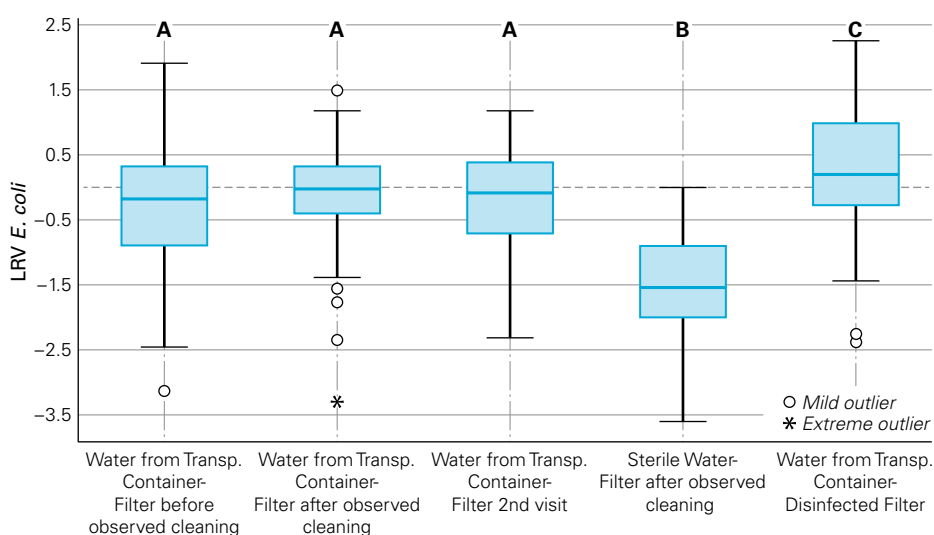 A A A B C
2.5
1.5
0.5
−0.5
−1.5
−2.5
−3.5
LRV E. coli
Mild outlier
Extreme outlier
Water from Transp.
Container-
Filter before
observed cleaning
Water from Transp.
Container-
Filter after observed
cleaning
Water from Transp.
Container-
Filter 2nd visit
Sterile Water-
Filter after observed
cleaning
Water from Transp.
Container-
Disinfected Filter